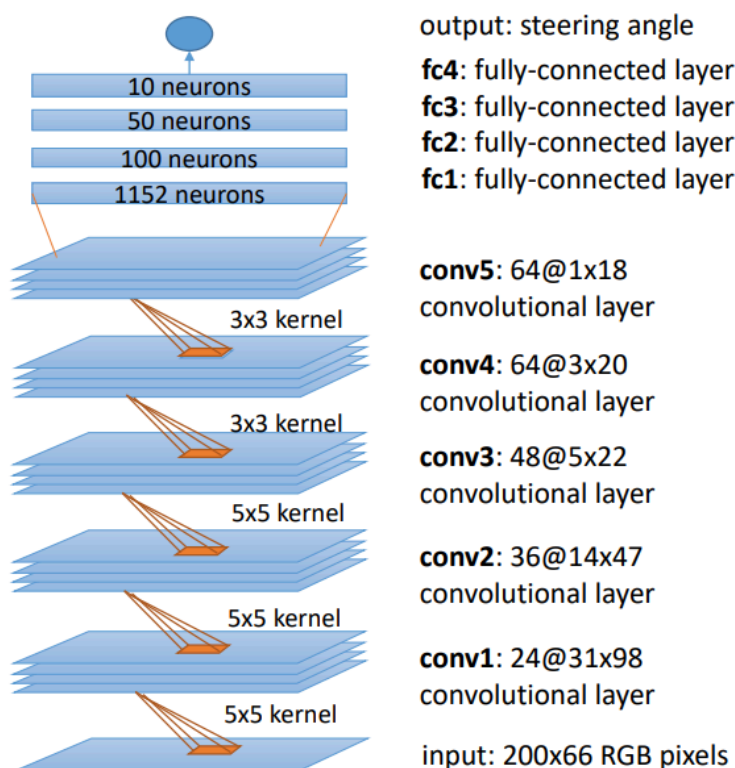 output: steering angle
10 neurons
fc4: fully-connected layer
50 neurons
fc3: fully-connected layer
100 neurons
fc2: fully-connected layer
1152 neurons
fc1: fully-connected layer
conv5: 64@1x18
convolutional layer
3x3 kernel
conv4: 64@3x20
convolutional layer
3x3 kernel
conv3: 48@5x22
convolutional layer
5x5 kernel
conv2: 36@14x47
convolutional layer
5x5 kernel
conv1: 24@31x98
convolutional layer
5x5 kernel
input: 200x66 RGB pixels